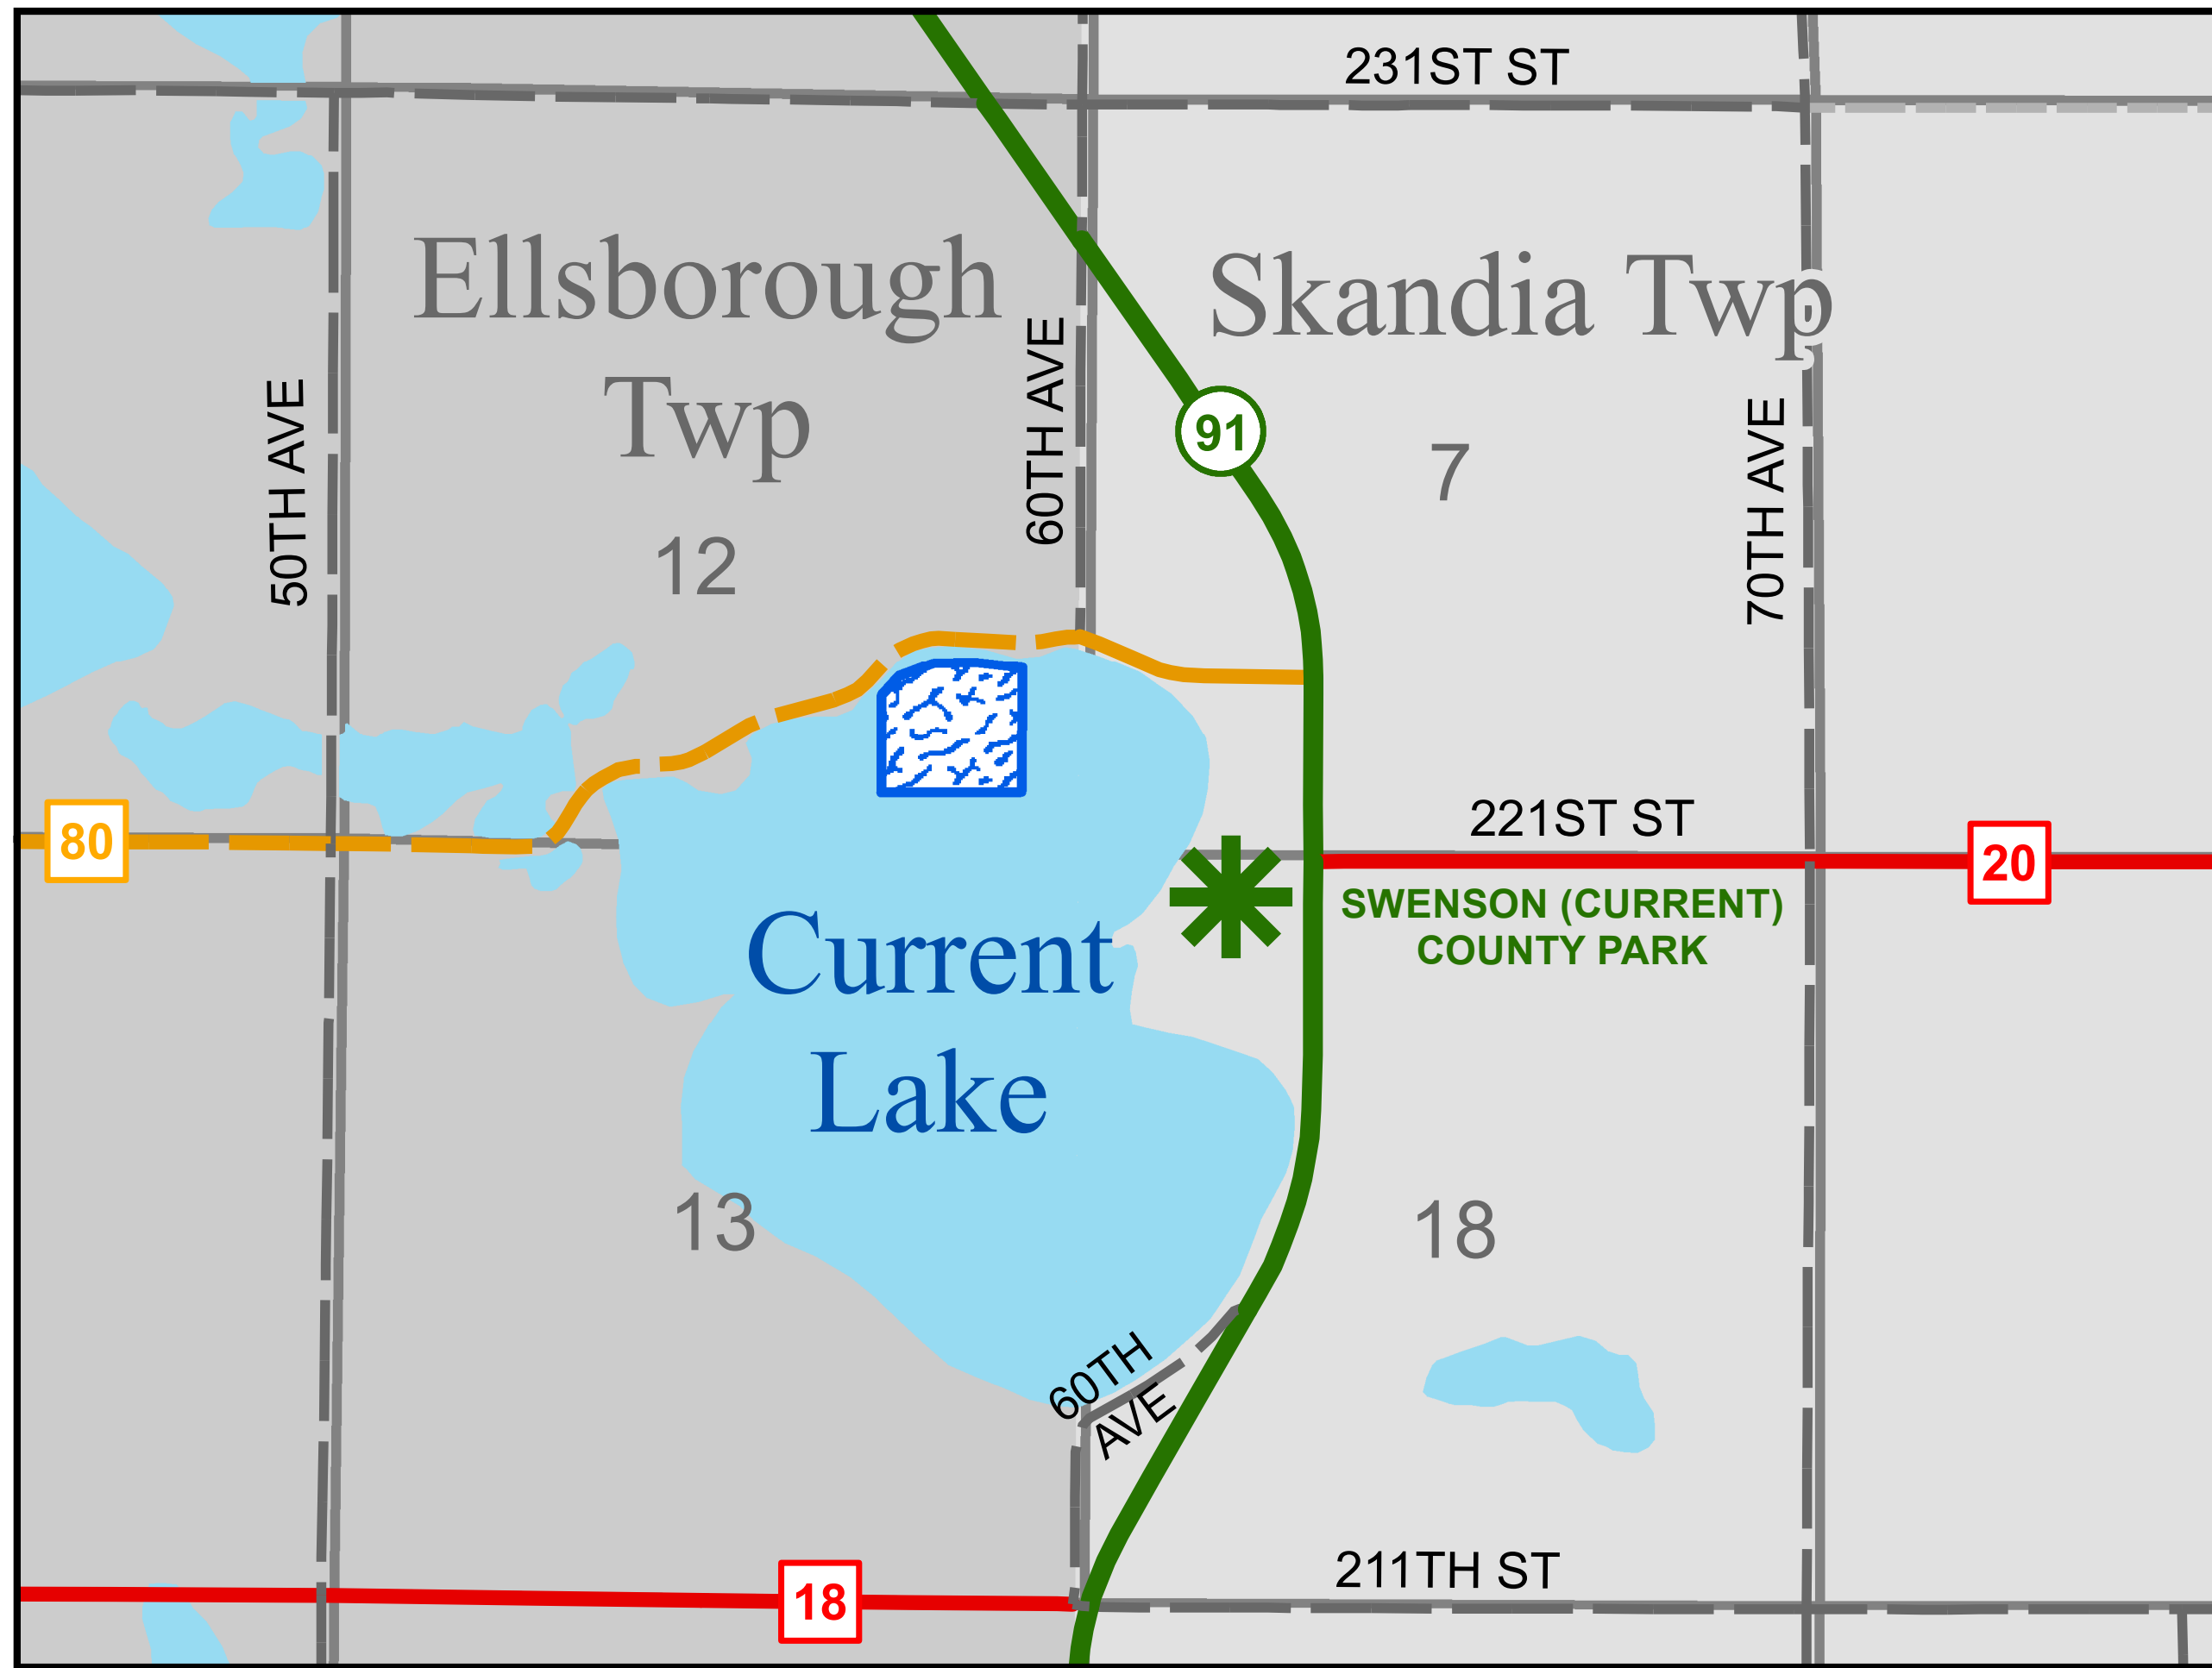 231ST ST
Ellsborough
Twp
Skandia Twp
50TH AVE
60TH AVE
70TH AVE
91
7
12
80
221ST ST
20
SWENSON (CURRENT)
COUNTY PARK
Current
Lake
13
18
60TH
AVE
211TH ST
18